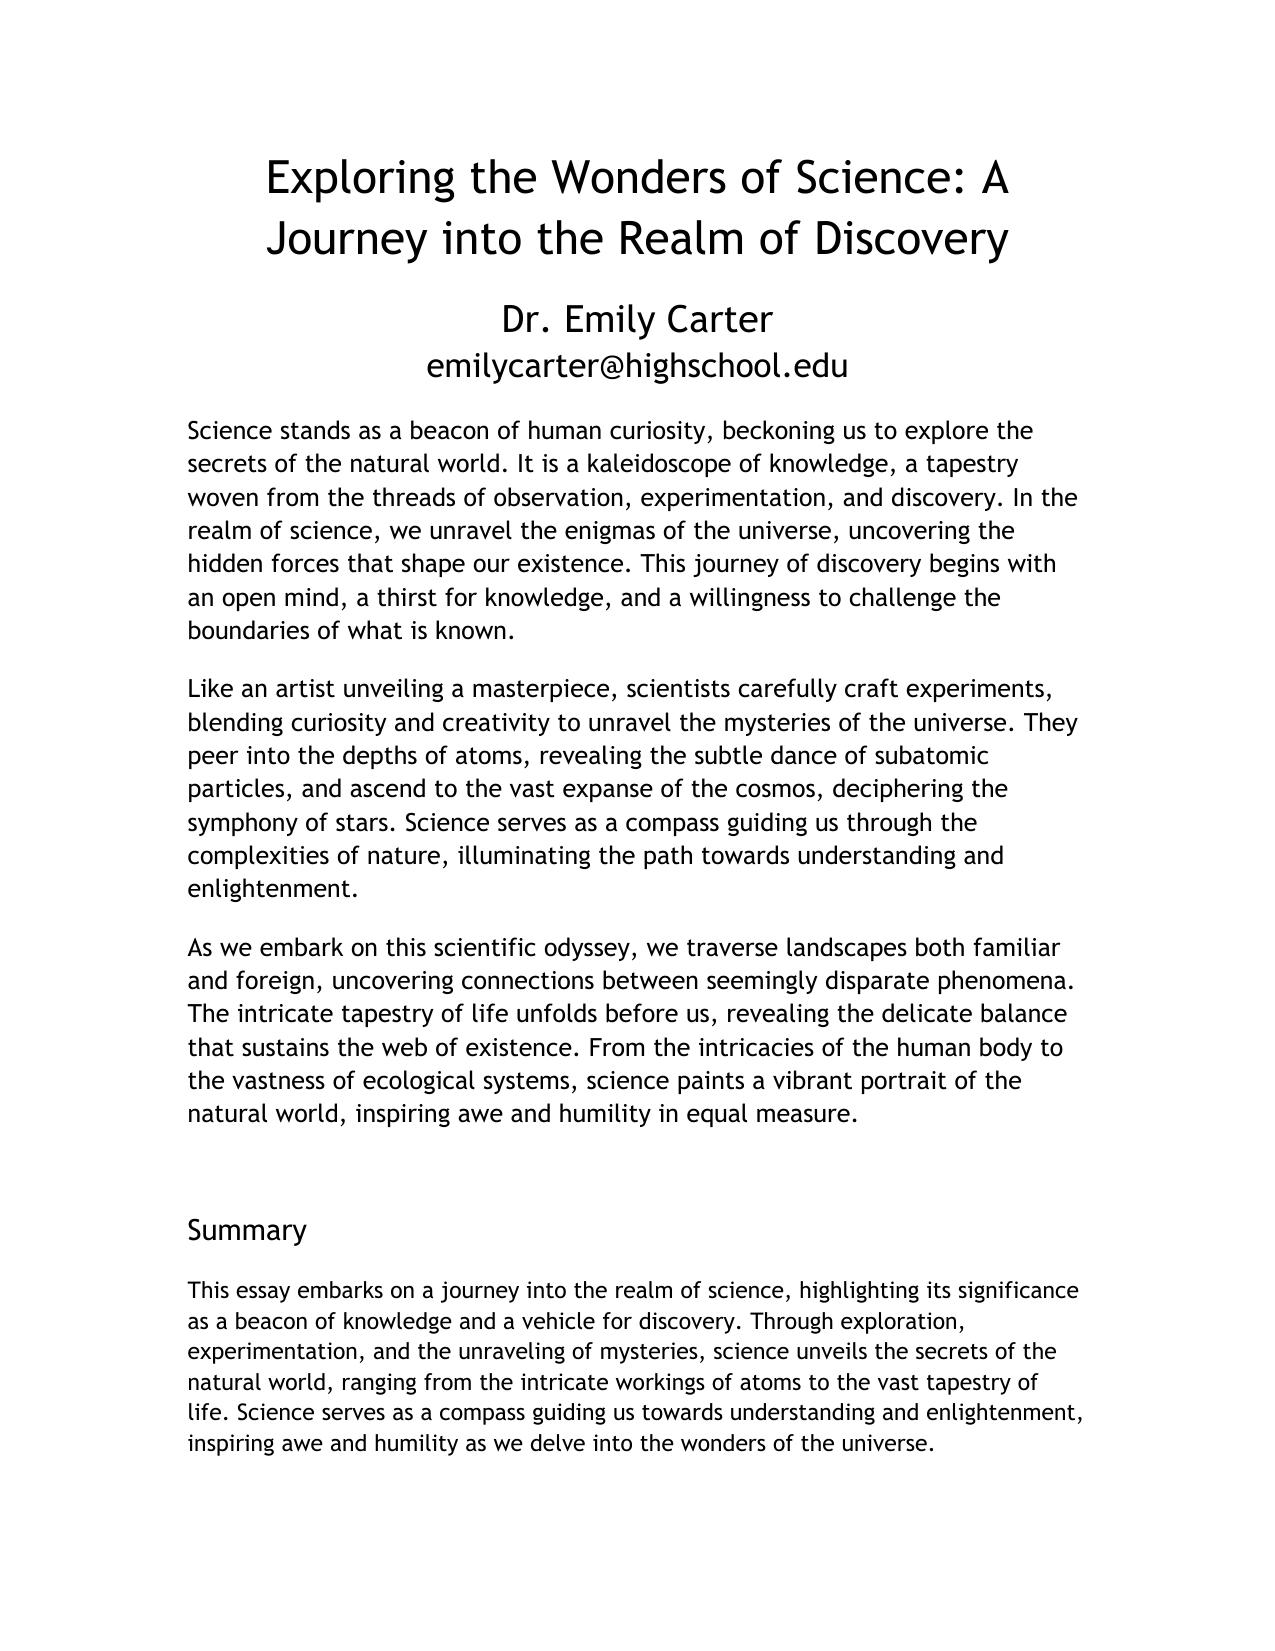 Exploring the Wonders of Science: A
Journey into the Realm of Discovery
Dr. Emily Carter
emilycarter@highschool.edu
Science stands as a beacon of human curiosity, beckoning us to explore the
secrets of the natural world. It is a kaleidoscope of knowledge, a tapestry
woven from the threads of observation, experimentation, and discovery. In the
realm of science, we unravel the enigmas of the universe, uncovering the
hidden forces that shape our existence. This journey of discovery begins with
an open mind, a thirst for knowledge, and a willingness to challenge the
boundaries of what is known.
Like an artist unveiling a masterpiece, scientists carefully craft experiments,
blending curiosity and creativity to unravel the mysteries of the universe. They
peer into the depths of atoms, revealing the subtle dance of subatomic
particles, and ascend to the vast expanse of the cosmos, deciphering the
symphony of stars. Science serves as a compass guiding us through the
complexities of nature, illuminating the path towards understanding and
enlightenment.
As we embark on this scientific odyssey, we traverse landscapes both familiar
and foreign, uncovering connections between seemingly disparate phenomena.
The intricate tapestry of life unfolds before us, revealing the delicate balance
that sustains the web of existence. From the intricacies of the human body to
the vastness of ecological systems, science paints a vibrant portrait of the
natural world, inspiring awe and humility in equal measure.
Summary
This essay embarks on a journey into the realm of science, highlighting its significance
as a beacon of knowledge and a vehicle for discovery. Through exploration,
experimentation, and the unraveling of mysteries, science unveils the secrets of the
natural world, ranging from the intricate workings of atoms to the vast tapestry of
life. Science serves as a compass guiding us towards understanding and enlightenment,
inspiring awe and humility as we delve into the wonders of the universe.